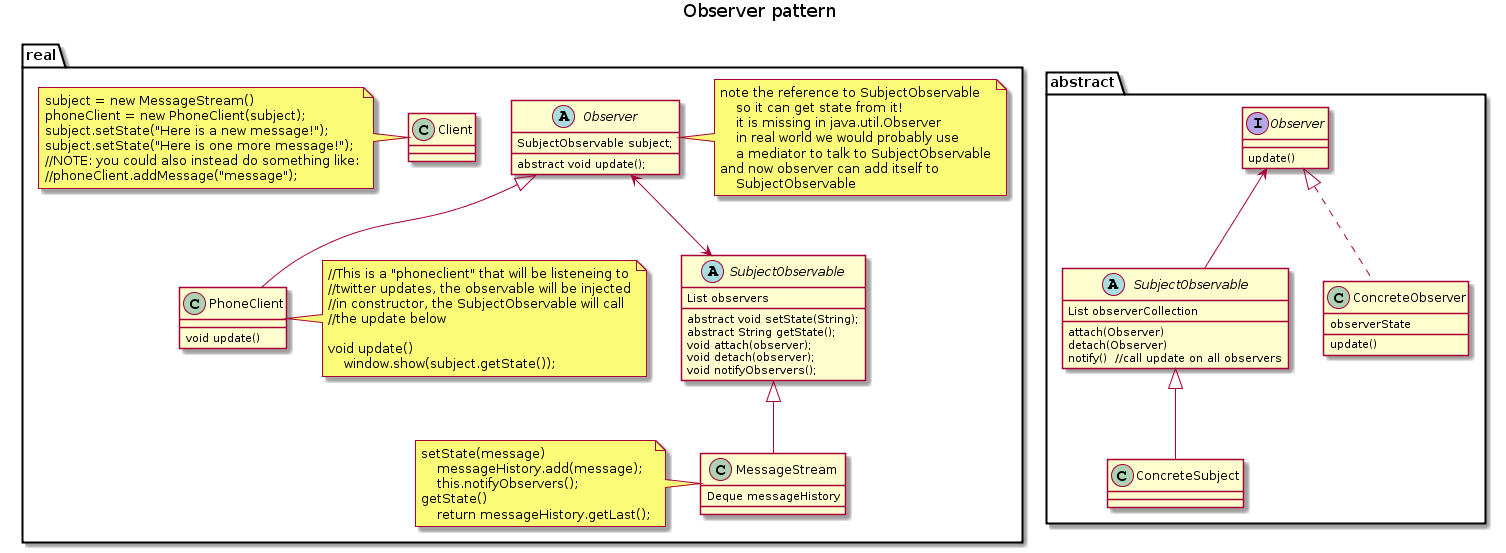 Observer pattern
real
subject = new MessageStream()
phoneClient = new PhoneClient(subject);
subject.setState("Here is a new message!");
subject.setState("Here is one more message!");
//NOTE: you could also instead do something like:
//phoneClient.addMessage("message");
C Client
A Observer
SubjectObservable subject;
abstract void update();
note the reference to SubjectObservable
so it can get state from it!
it is missing in java.util.Observer
in real world we would probably use
a mediator to talk to SubjectObservable
and now observer can add itself to
SubjectObservable
C PhoneClient
void update()
//This is a "phoneclient" that will be listeneing to
//twitter updates, the observable will be injected
//in constructor, the SubjectObservable will call
//the update below
void update()
window.show(subject.getState());
A SubjectObservable
List observers
abstract void setState(String);
abstract String getState();
void attach(observer);
void detach(observer);
void notifyObservers();
setState(message)
messageHistory.add(message);
this.notifyObservers();
getState()
return messageHistory.getLast();
C MessageStream
Deque messageHistory
abstract
I Observer
update()
A SubjectObservable
List observerCollection
attach(Observer)
detach(Observer)
notify() //call update on all observers
C ConcreteObserver
observerState
update()
C ConcreteSubject